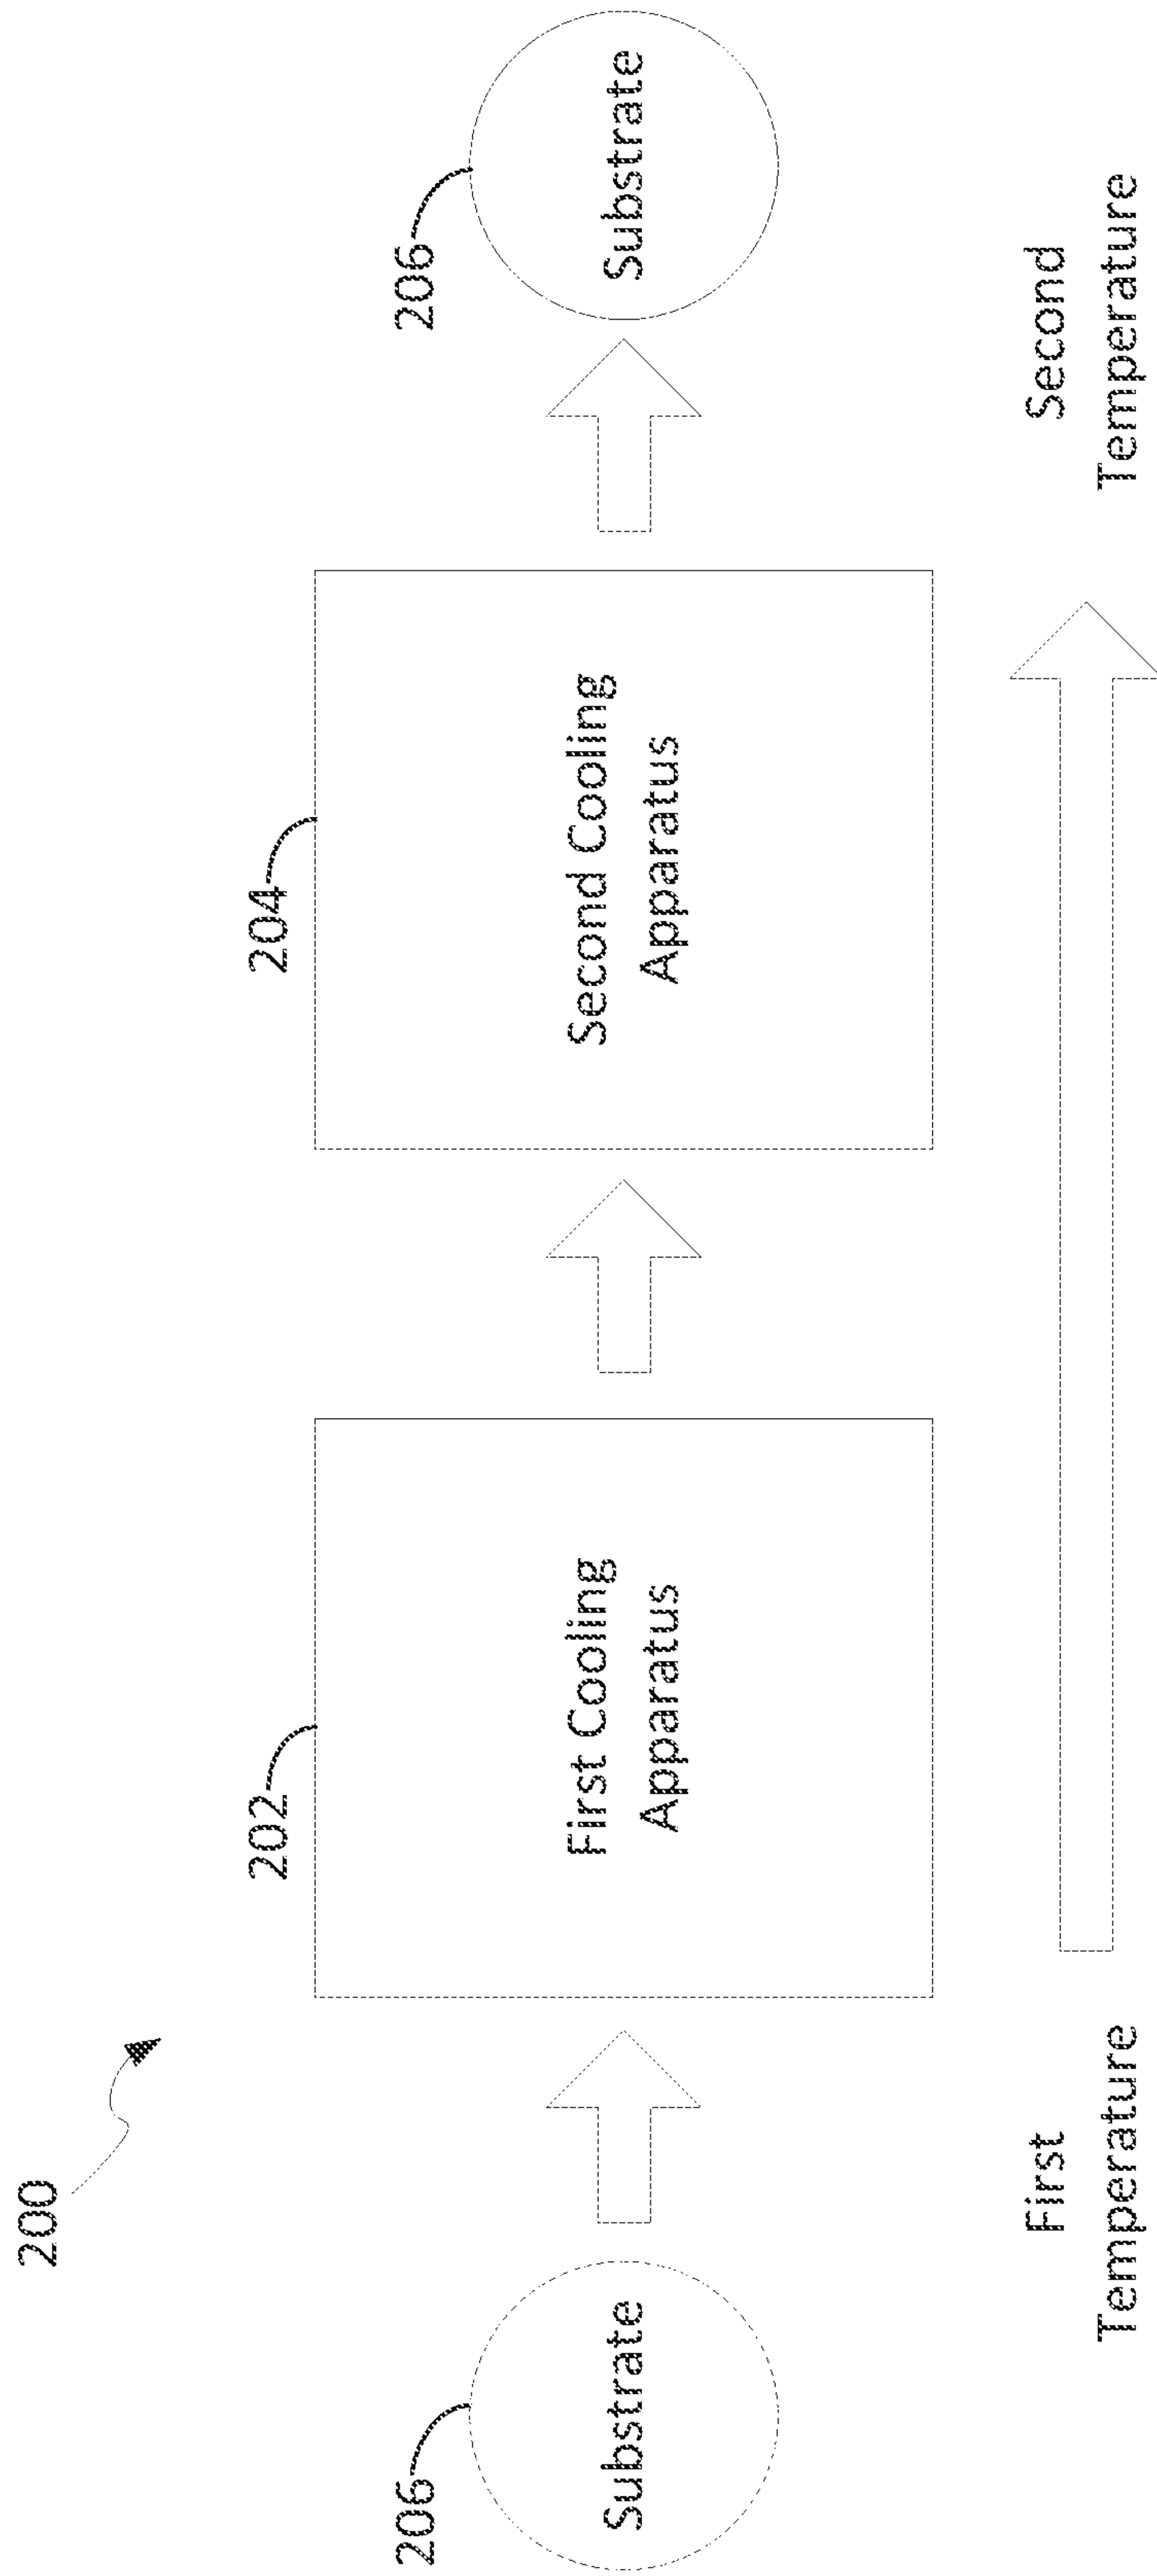 200
206
Substrate
202
First Cooling
Apparatus
204
Second Cooling
Apparatus
206
Substrate
First
Temperature
Second
Temperature